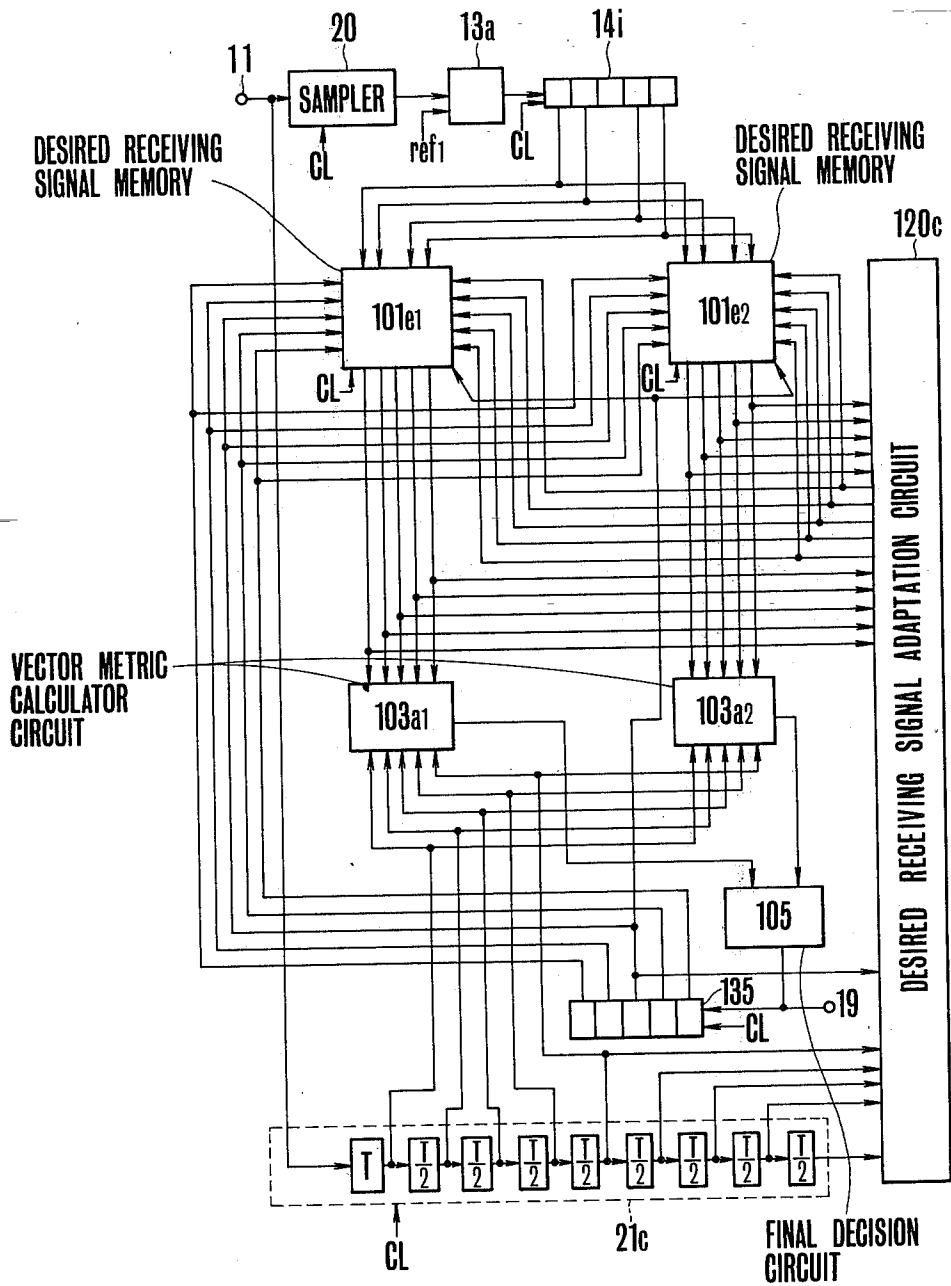 20
13a
14i
11
SAMPLER
CL
ref1
CL
DESIRED RECEIVING
SIGNAL MEMORY
DESIRED RECEIVING
SIGNAL MEMORY
120c
101e1
101e2
CL
CL
DESIRED RECEIVING SIGNAL ADAPTATION CIRCUIT
VECTOR METRIC
CALCULATOR
CIRCUIT
103a1
103a2
105
135
19
CL
T
T/2
T/2
T/2
T/2
T/2
T/2
T/2
T/2
CL
21c
FINAL DECISION
CIRCUIT